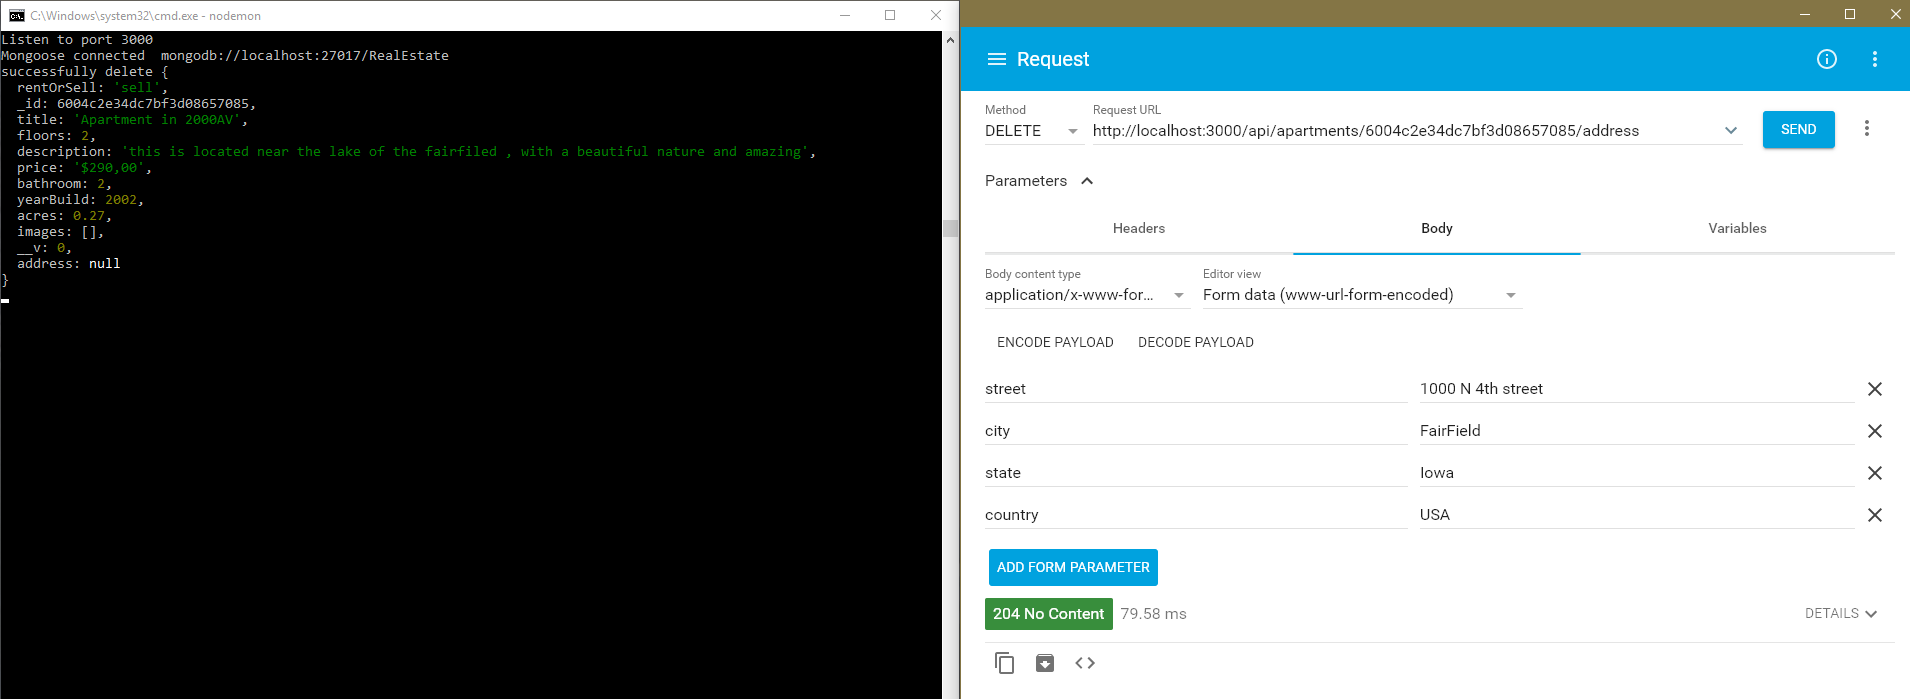 C:\Windows\system32\cmd.exe - nodemon
Listen to port 3000
Mongoose connected  mongodb://localhost:27017/RealEstate
successfully delete {
  rentOrSell: 'sell',
  _id: 6004c2e34dc7bf3d08657085,
  title: 'Apartment in 2000AV',
  floors: 2,
  description: 'this is located near the lake of the fairfiled , with a beautiful nature and amazing',
  price: '$290,00',
  bathroom: 2,
  yearBuild: 2002,
  acres: 0.27,
  images: [],
  __v: 0,
  address: null
}
Request
Method
Request URL
DELETE
http://localhost:3000/api/apartments/6004c2e34dc7bf3d08657085/address
SEND
Parameters
Headers
Body
Variables
Body content type
Editor view
application/x-www-for...
Form data (www-url-form-encoded)
ENCODE PAYLOAD
DECODE PAYLOAD
street
1000 N 4th street
city
FairField
state
Iowa
country
USA
ADD FORM PARAMETER
204 No Content
79.58 ms
DETAILS